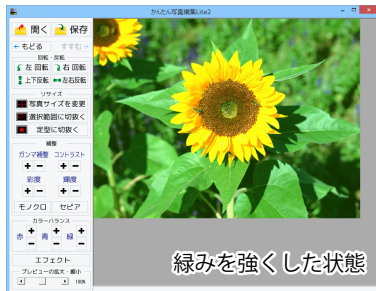 かんたん写真編集Lite2
開く 保存
←もどる すすむ→
回転・反転
左回転 右回転
上下反転 左右反転
リサイズ
写真サイズを変更
選択範囲に切抜く
定型に切抜く
補整
ガンマ補整 コントラスト
+ − + −
彩度 輝度
+ − + −
モノクロ セピア
カラーバランス
赤 + − 青 + − 緑 + −
エフェクト
プレビューの拡大・縮小
100%
緑みを強くした状態